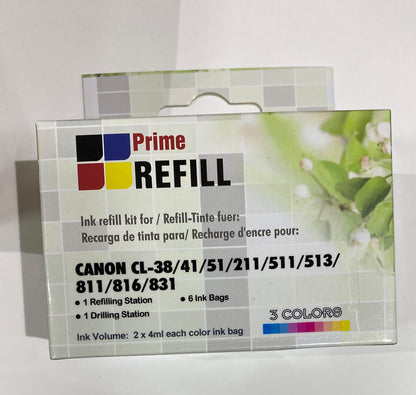 Prime
REFILL
Ink refill kit for / Refill-Tinte fuer:
Recarga de tinta para/ Recharge d'encre pour:
CANON CL-38/41/51/211/511/513/
811/816/831
• 1 Refilling Station • 6 Ink Bags
• 1 Drilling Station
3 COLORS
Ink Volume: 2 x 4ml each color ink bag